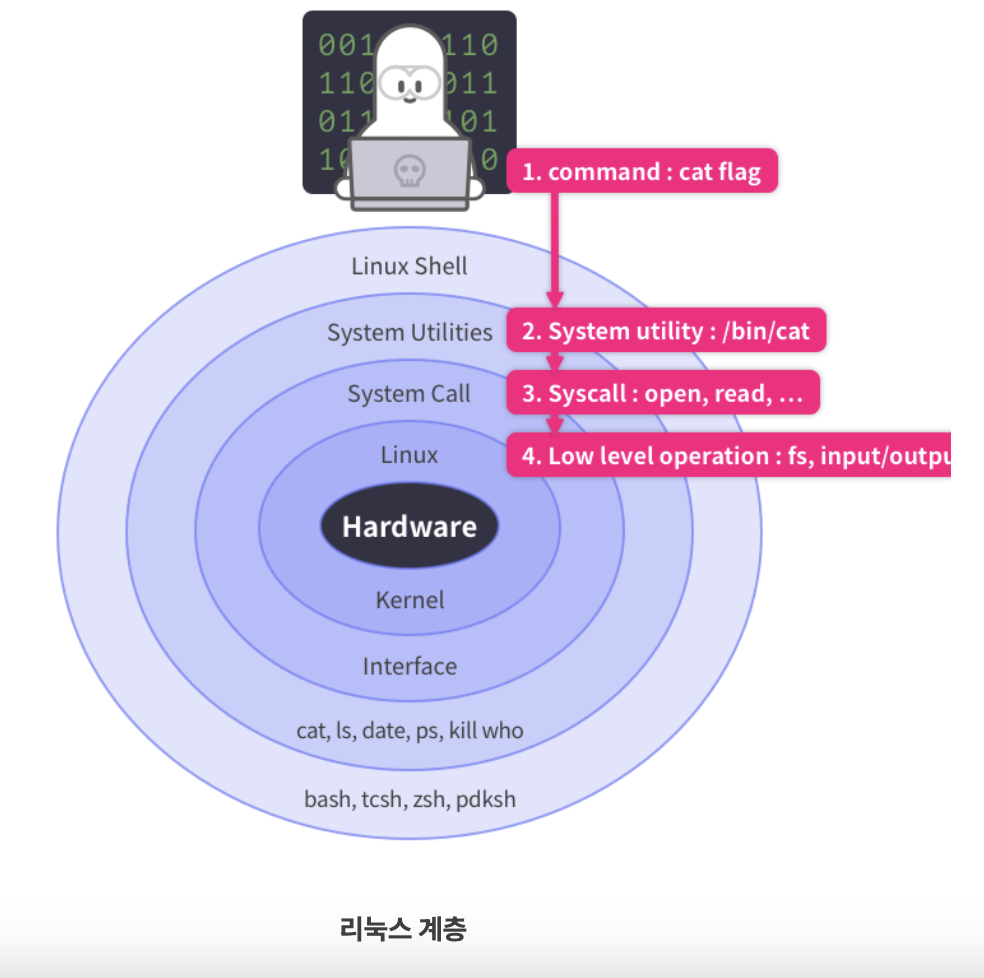 001 110
110 011
011 101
10 0
1. command : cat flag
Linux Shell
System Utilities
2. System utility : /bin/cat
System Call
3. Syscall : open, read, ...
Linux
4. Low level operation : fs, input/outpu
Hardware
Kernel
Interface
cat, ls, date, ps, kill who
bash, tcsh, zsh, pdksh
리눅스 계층